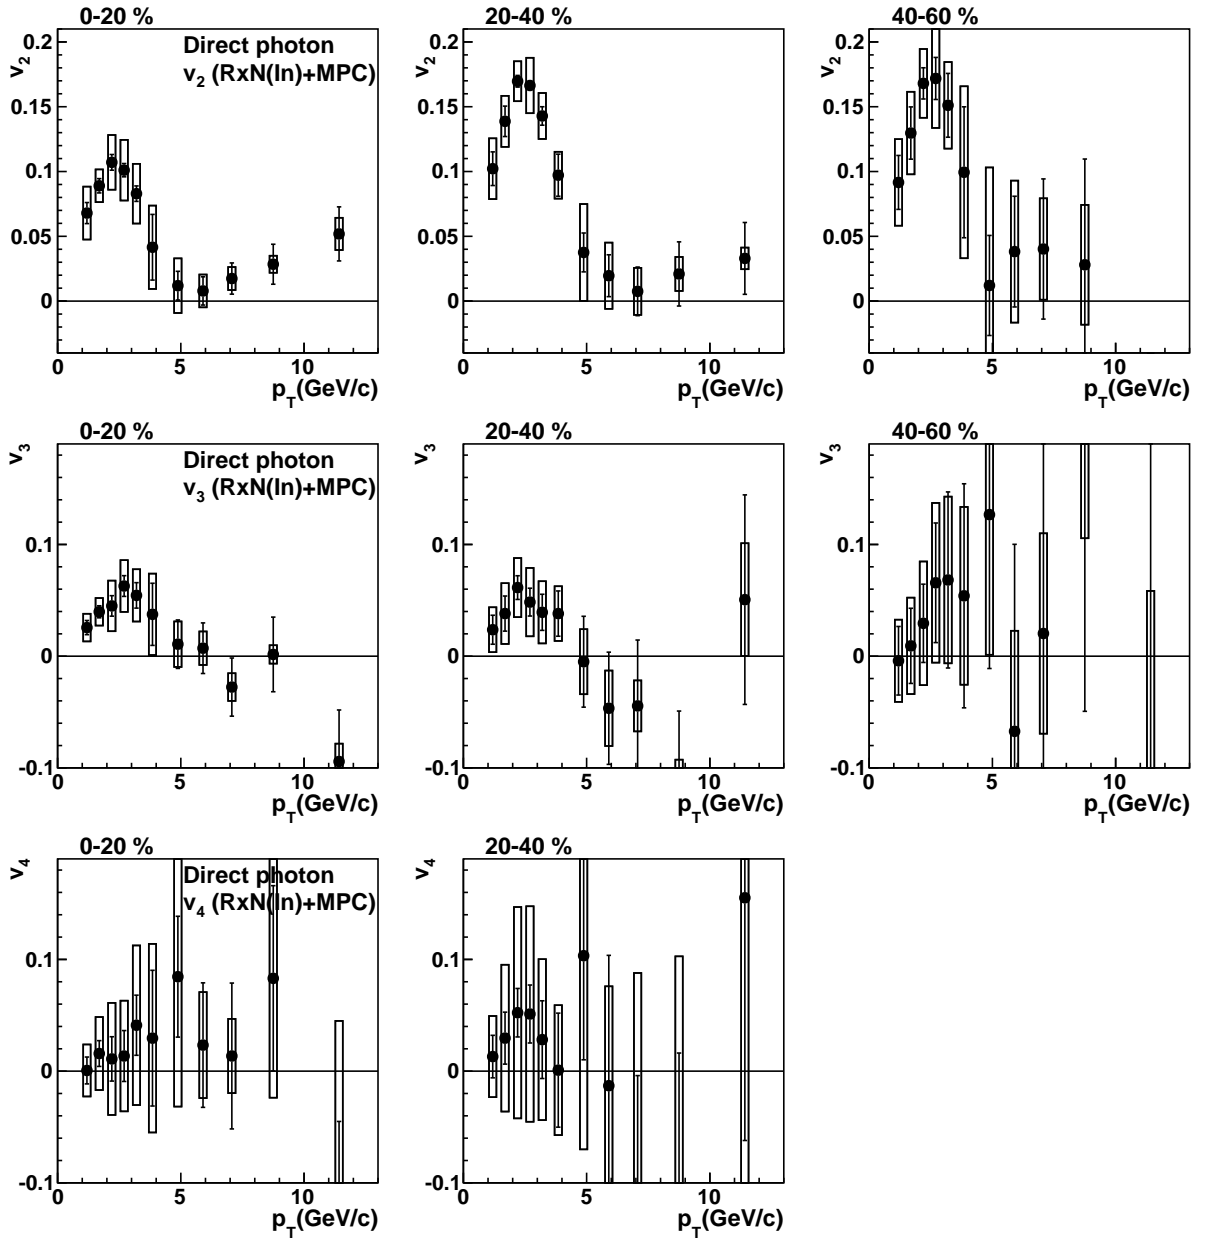 0-20 %
20-40 %
40-60 %
v2
0.2
0.15
0.1
0.05
0
Direct photon
v2 (RxN(In)+MPC)
0 5 10
pT(GeV/c)
v2
0.2
0.15
0.1
0.05
0
0 5 10
pT(GeV/c)
v2
0.2
0.15
0.1
0.05
0
0 5 10
pT(GeV/c)
0-20 %
20-40 %
40-60 %
v3
0.1
0
-0.1
Direct photon
v3 (RxN(In)+MPC)
0 5 10
pT(GeV/c)
v3
0.1
0
-0.1
0 5 10
pT(GeV/c)
v3
0.1
0
-0.1
0 5 10
pT(GeV/c)
0-20 %
20-40 %
v4
0.1
0
-0.1
Direct photon
v4 (RxN(In)+MPC)
0 5 10
pT(GeV/c)
v4
0.1
0
-0.1
0 5 10
pT(GeV/c)